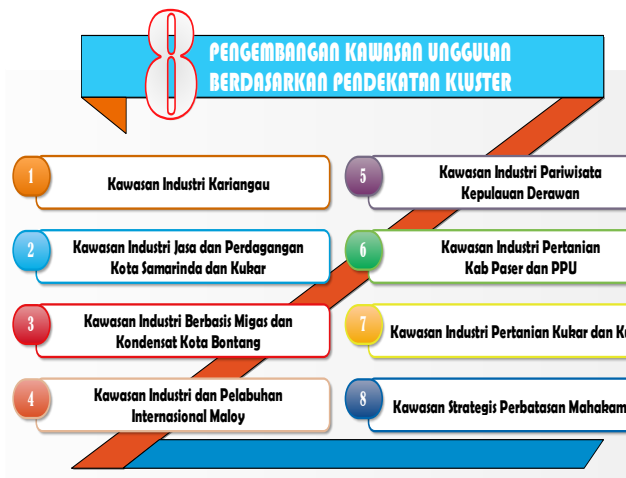 8 PENGEMBANGAN KAWASAN UNGGULAN
BERDASARKAN PENDEKATAN KLUSTER
1 Kawasan Industri Kariangau
2 Kawasan Industri Jasa dan Perdagangan
Kota Samarinda dan Kukar
3 Kawasan Industri Berbasis Migas dan
Kondensat Kota Bontang
4 Kawasan Industri dan Pelabuhan
Internasional Maloy
5 Kawasan Industri Pariwisata
Kepulauan Derawan
6 Kawasan Industri Pertanian
Kab Paser dan PPU
7 Kawasan Industri Pertanian Kukar dan
8 Kawasan Strategis Perbatasan Mahakam